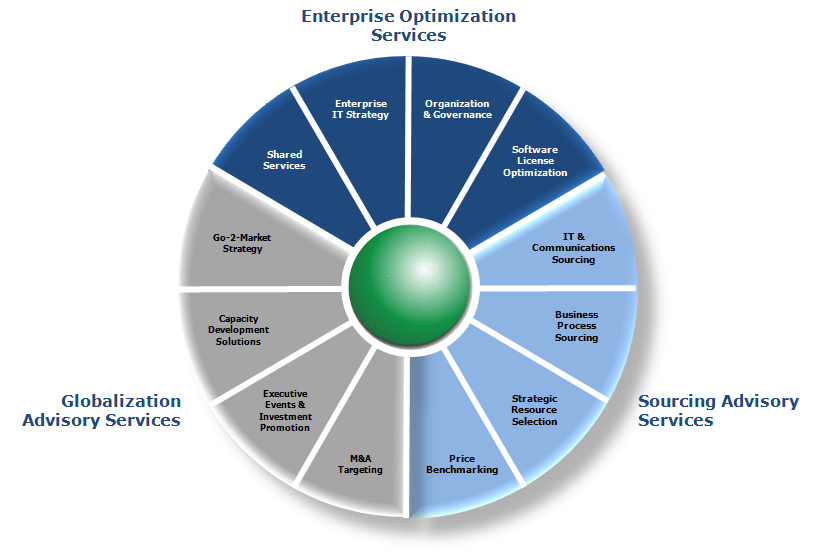 Enterprise Optimization
Services
Enterprise
IT Strategy
Organization
& Governance
Shared
Services
Software
License
Optimization
Go-2-Market
Strategy
IT &
Communications
Sourcing
Capacity
Development
Solutions
Business
Process
Sourcing
Executive
Events &
Investment
Promotion
Strategic
Resource
Selection
M&A
Targeting
Price
Benchmarking
Globalization
Advisory Services
Sourcing Advisory
Services